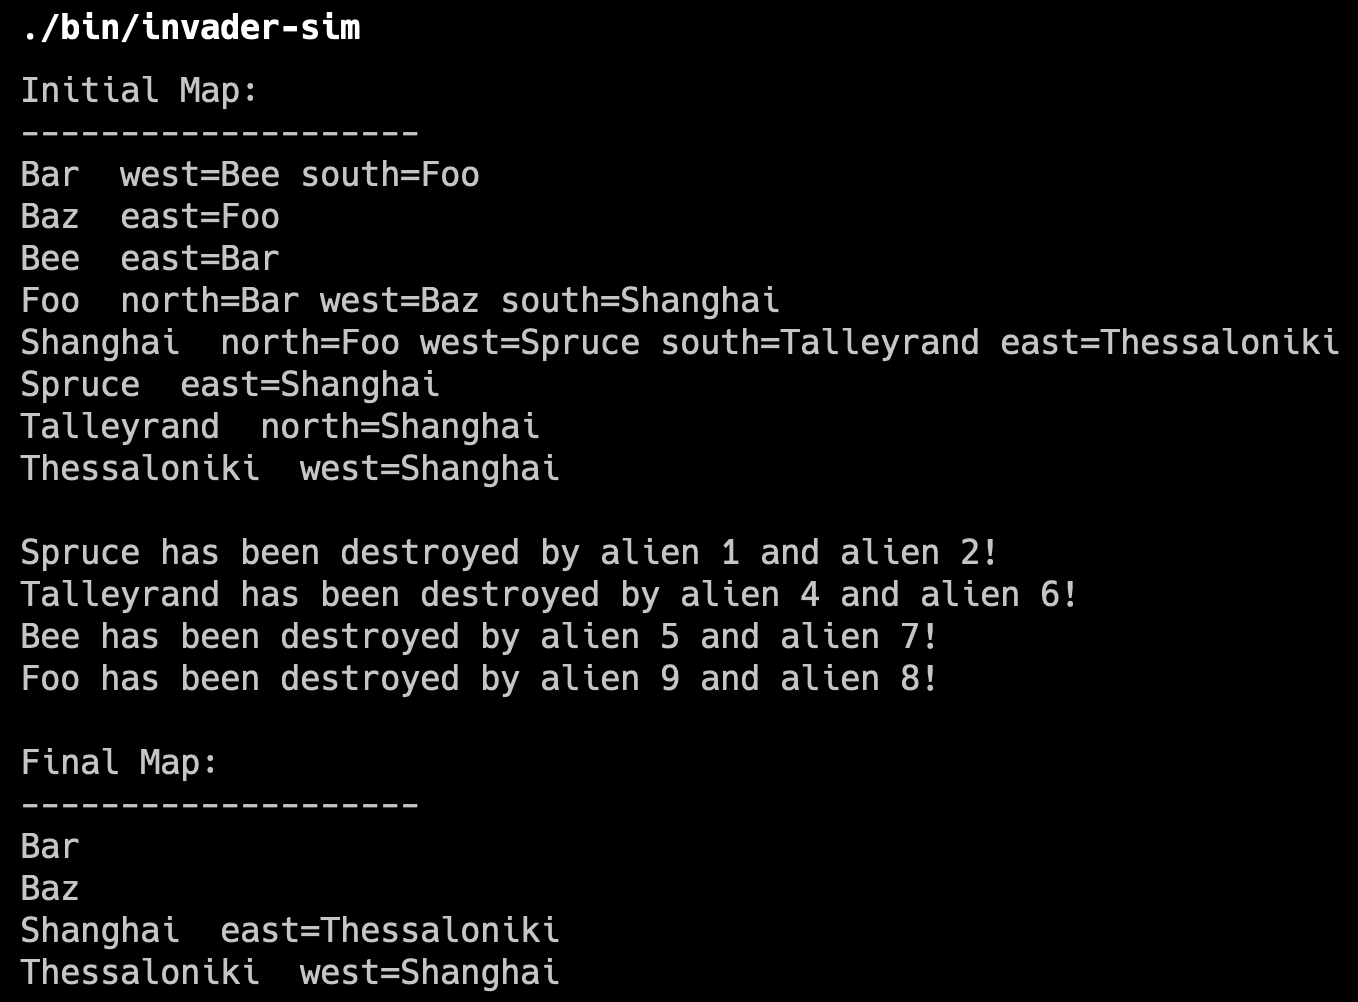 ./bin/invader-sim
Initial Map:
--------------------
Bar  west=Bee south=Foo
Baz  east=Foo
Bee  east=Bar
Foo  north=Bar west=Baz south=Shanghai
Shanghai  north=Foo west=Spruce south=Talleyrand east=Thessaloniki
Spruce  east=Shanghai
Talleyrand  north=Shanghai
Thessaloniki  west=Shanghai

Spruce has been destroyed by alien 1 and alien 2!
Talleyrand has been destroyed by alien 4 and alien 6!
Bee has been destroyed by alien 5 and alien 7!
Foo has been destroyed by alien 9 and alien 8!

Final Map:
--------------------
Bar
Baz
Shanghai  east=Thessaloniki
Thessaloniki  west=Shanghai